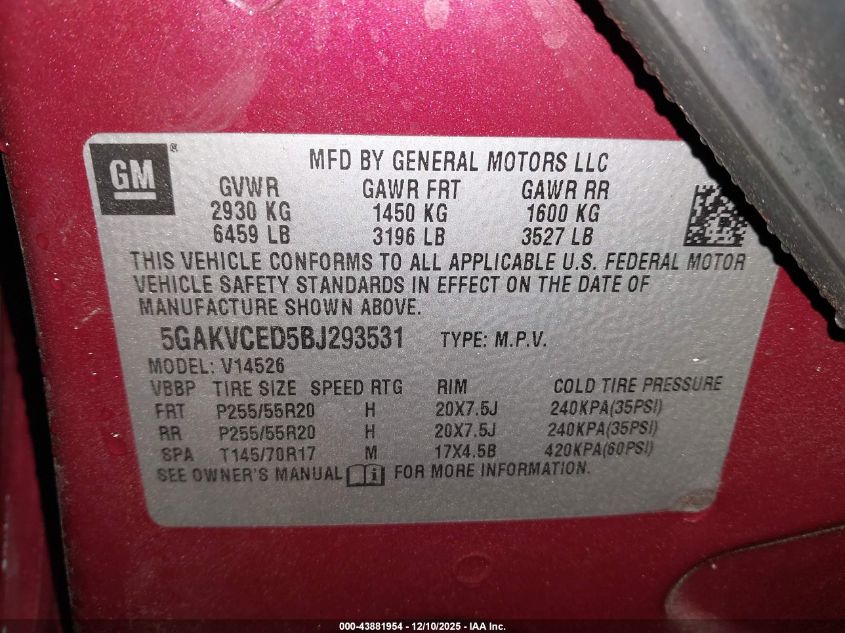 GM ® MFD BY GENERAL MOTORS LLC
GVWR GAWR FRT GAWR RR
2930 KG 1450 KG 1600 KG
6459 LB 3196 LB 3527 LB
THIS VEHICLE CONFORMS TO ALL APPLICABLE U.S. FEDERAL MOTOR
VEHICLE SAFETY STANDARDS IN EFFECT ON THE DATE OF
MANUFACTURE SHOWN ABOVE.
5GAKVCED5BJ293531 TYPE: M.P.V.
MODEL: V14526
VBBP TIRE SIZE SPEED RTG RIM COLD TIRE PRESSURE
FRT P255/55R20 H 20X7.5J 240KPA(35PSI)
RR P255/55R20 H 20X7.5J 240KPA(35PSI)
SPA T145/70R17 M 17X4.5B 420KPA(60PSI)
SEE OWNER'S MANUAL i FOR MORE INFORMATION.
000-43881954 - 12/10/2025 - IAA Inc.